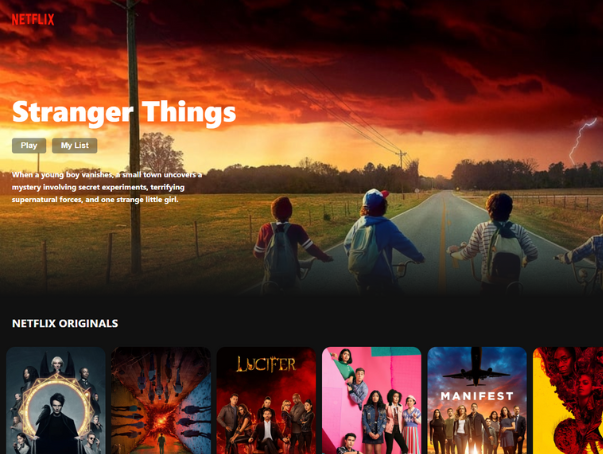 NETFLIX
Stranger Things
Play My List
When a young boy vanishes, a small town uncovers a
mystery involving secret experiments, terrifying
supernatural forces, and one strange little girl.
NETFLIX ORIGINALS
LUCIFER
MANIFEST